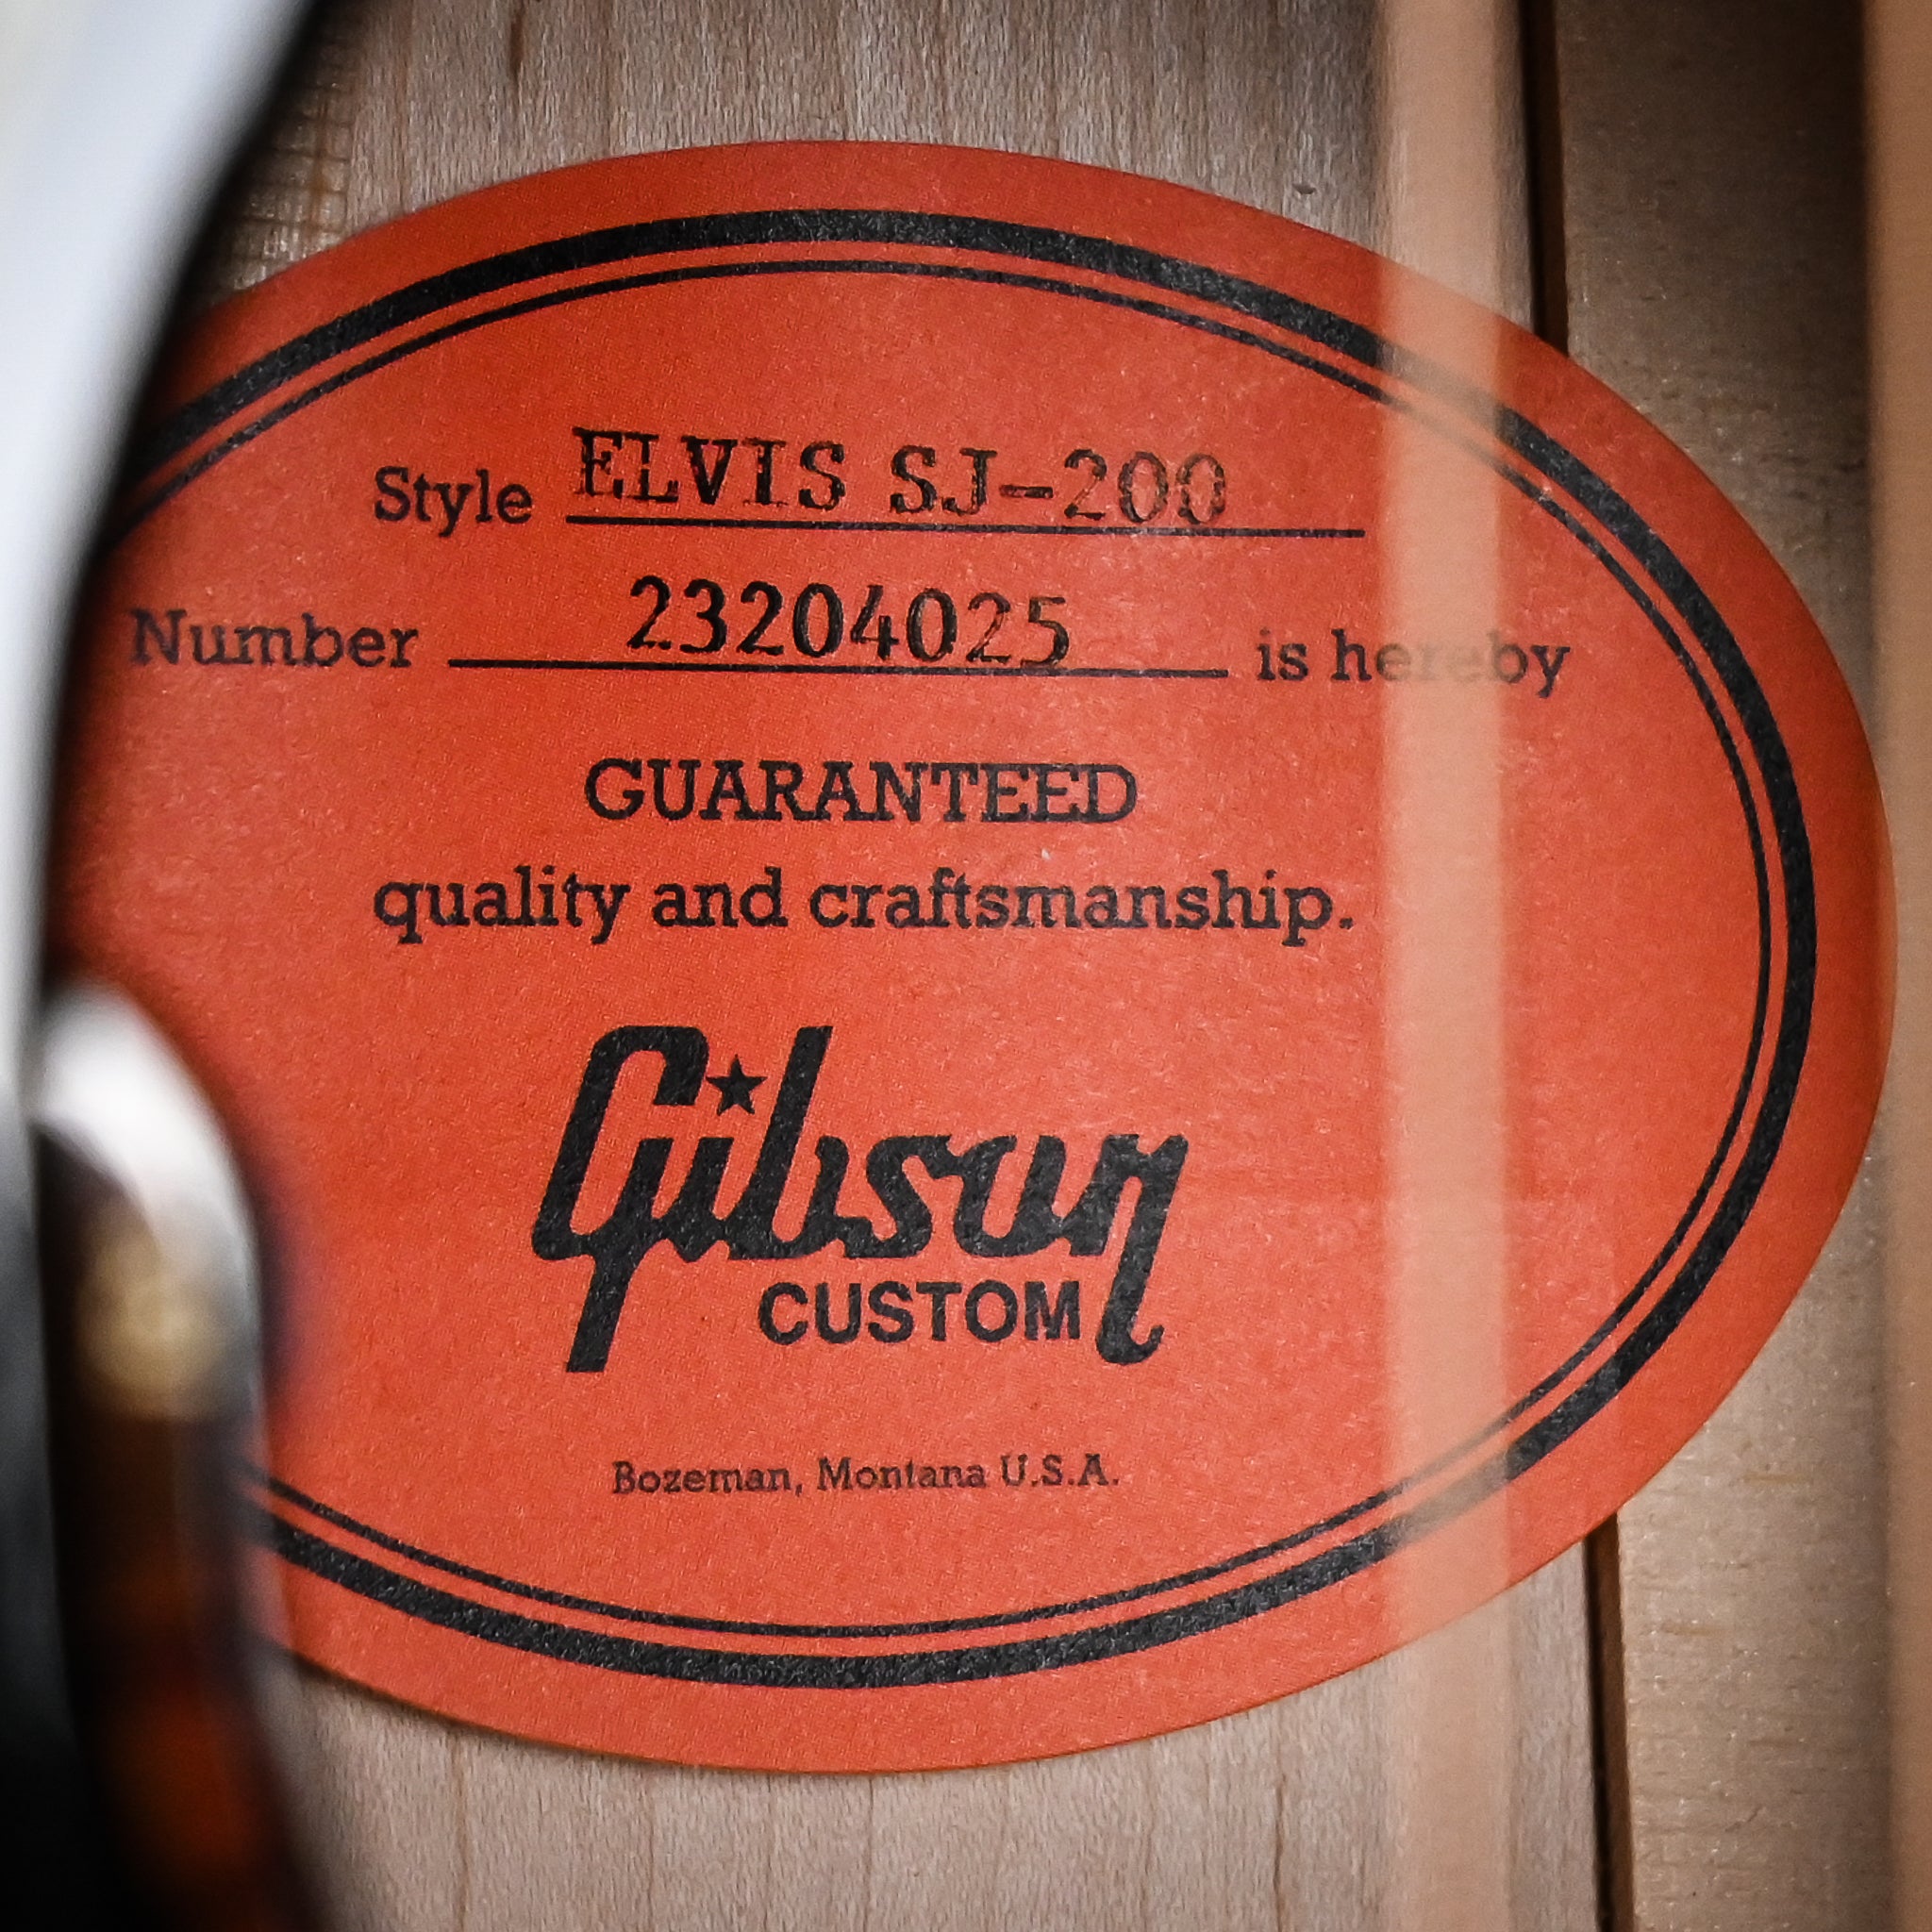 Style ELVIS SJ-200
Number 23204025 is hereby
GUARANTEED
quality and craftsmanship.
Gibson
CUSTOM
Bozeman, Montana U.S.A.